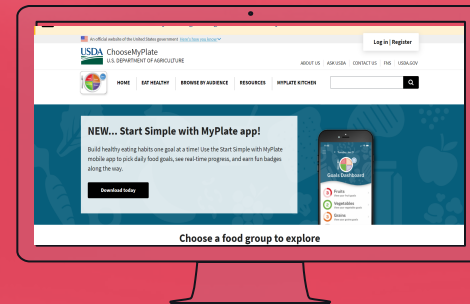 An official website of the United States government Here's how you know
Log in | Register
USDA ChooseMyPlate
U.S. DEPARTMENT OF AGRICULTURE
ABOUT US | ASK USDA | CONTACT US | FNS | USDA.GOV
HOME EAT HEALTHY BROWSE BY AUDIENCE RESOURCES MYPLATE KITCHEN
NEW... Start Simple with MyPlate app!
Build healthy eating habits one goal at a time! Use the Start Simple with MyPlate
mobile app to pick daily food goals, see real-time progress, and earn fun badges
along the way.
Download today
Goals Dashboard
Fruits
Vegetables
Grains
Choose a food group to explore